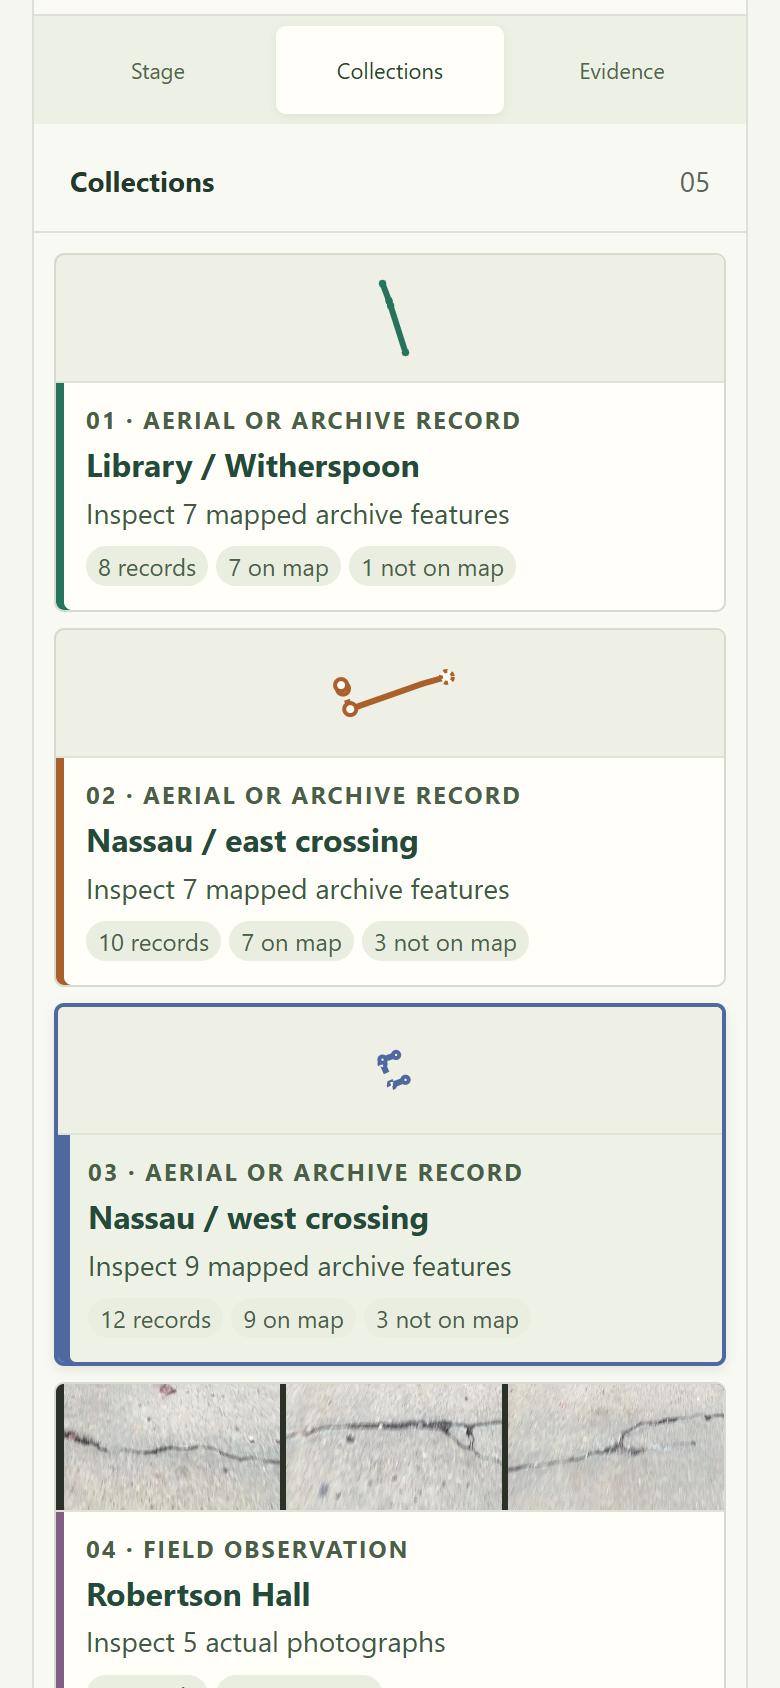 Stage
Collections
Evidence
Collections
05
01 · AERIAL OR ARCHIVE RECORD
Library / Witherspoon
Inspect 7 mapped archive features
8 records
7 on map
1 not on map
02 · AERIAL OR ARCHIVE RECORD
Nassau / east crossing
Inspect 7 mapped archive features
10 records
7 on map
3 not on map
03 · AERIAL OR ARCHIVE RECORD
Nassau / west crossing
Inspect 9 mapped archive features
12 records
9 on map
3 not on map
04 · FIELD OBSERVATION
Robertson Hall
Inspect 5 actual photographs